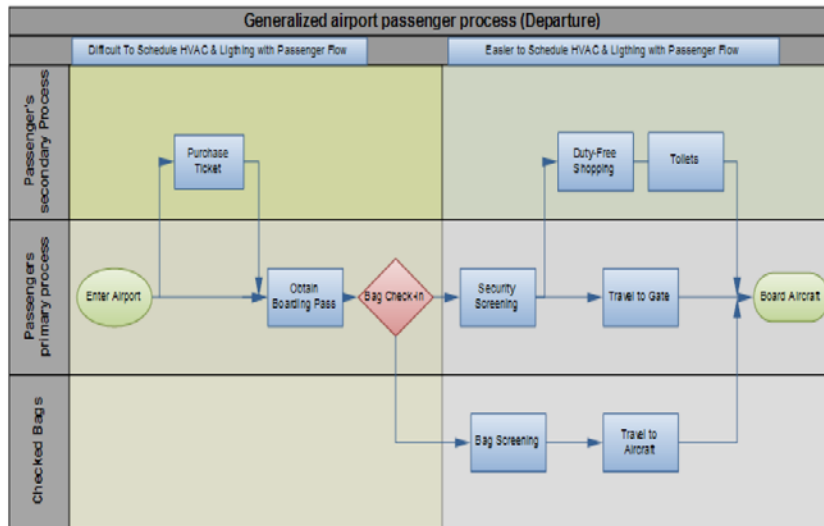 Generalized airport passenger process (Departure)
Difficult To Schedule HVAC & Ligthing with Passenger Flow
Easier to Schedule HVAC & Ligthing with Passenger Flow
Passenger's
secondary Process
Purchase
Ticket
Duty-Free
Shopping
Toilets
Passengers
primary process
Enter Airport
Obtain
Boarding Pass
Bag Check-in
Security
Screening
Travel to Gate
Board Aircraft
Checked Bags
Bag Screening
Travel to
Aircraft